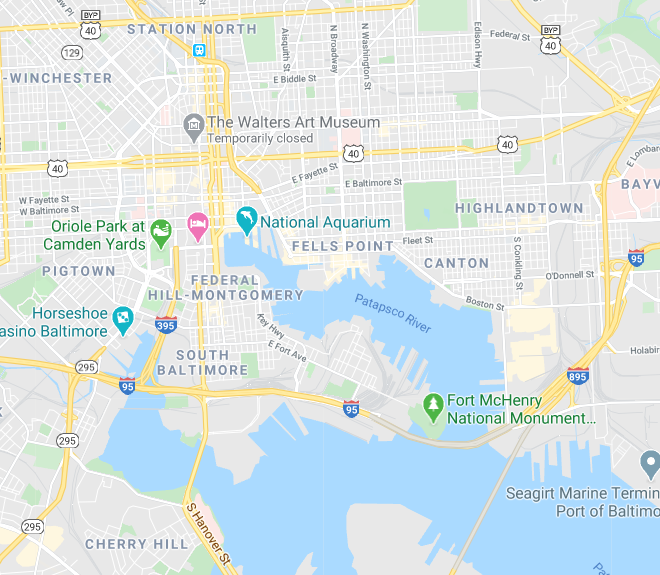 BYP
40
STATION NORTH
Alsquith St
N Broadway
N Washington St
Edison Hwy
Federal St
BYP
40
129
-WINCHESTER
E Biddle St
The Walters Art Museum
Temporarily closed
40
40
40
E Lombard
E Fayette St
E Baltimore St
BAYV
W Fayette St
W Baltimore St
HIGHLANDTOWN
Oriole Park at
Camden Yards
National Aquarium
FELLS POINT
Fleet St
S Conkling St
95
PIGTOWN
CANTON
O'Donnell St
FEDERAL
HILL-MONTGOMERY
Patapsco River
Boston St
Horseshoe
asino Baltimore
395
Key Hwy
E Fort Ave
SOUTH
BALTIMORE
Holabir
295
95
895
Fort McHenry
National Monument...
95
295
Seagirt Marine Termin
Port of Baltimo
295
S Hanover St
CHERRY HILL